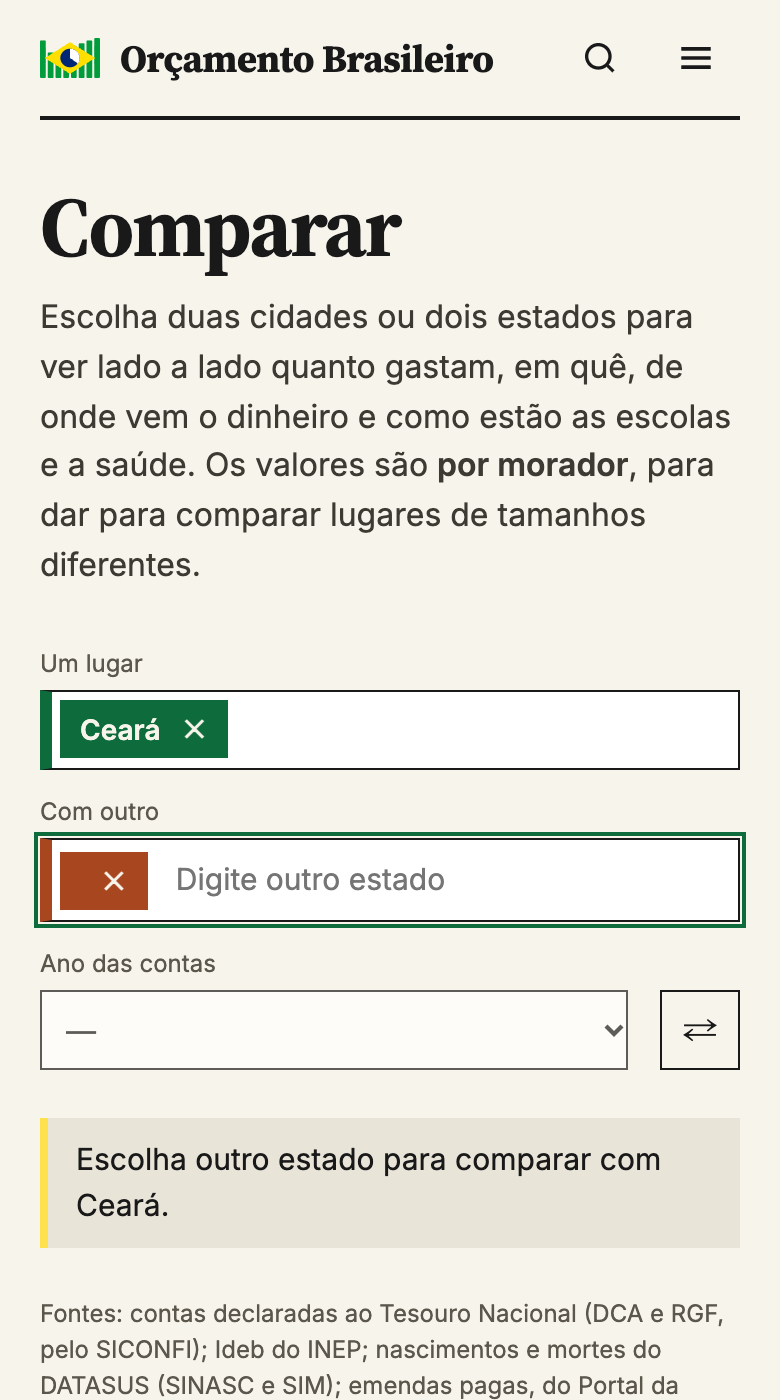 Orçamento Brasileiro
Comparar
Escolha duas cidades ou dois estados para
ver lado a lado quanto gastam, em quê, de
onde vem o dinheiro e como estão as escolas
e a saúde. Os valores são por morador, para
dar para comparar lugares de tamanhos
diferentes.
Um lugar
Ceará ×
Com outro
× Digite outro estado
Ano das contas
—
Escolha outro estado para comparar com
Ceará.
Fontes: contas declaradas ao Tesouro Nacional (DCA e RGF,
pelo SICONFI); Ideb do INEP; nascimentos e mortes do
DATASUS (SINASC e SIM); emendas pagas, do Portal da